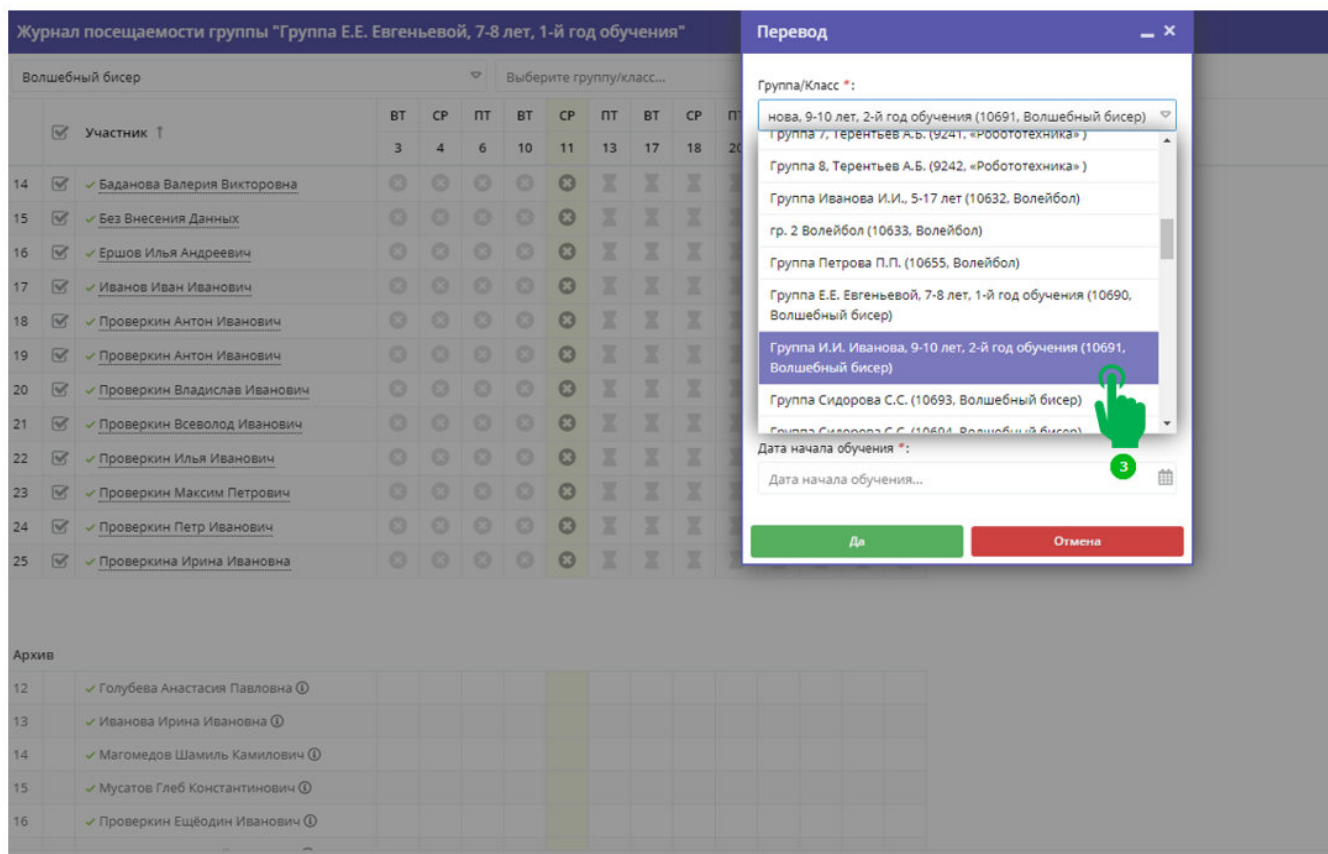 Журнал посещаемости группы "Группа Е.Е. Евгеньевой, 7-8 лет, 1-й год обучения"
Волшебный бисер
Выберите группу/класс...
Участник ↑
ВТ СР ПТ ВТ СР ПТ ВТ СР
3 4 6 10 11 13 17 18
14 Баданова Валерия Викторовна
15 Без Внесения Данных
16 Ершов Илья Андреевич
17 Иванов Иван Иванович
18 Проверкин Антон Иванович
19 Проверкин Антон Иванович
20 Проверкин Владислав Иванович
21 Проверкин Всеволод Иванович
22 Проверкин Илья Иванович
23 Проверкин Максим Петрович
24 Проверкин Петр Иванович
25 Проверкина Ирина Ивановна
Архив
12 Голубева Анастасия Павловна
13 Иванова Ирина Ивановна
14 Магомедов Шамиль Камилович
15 Мусатов Глеб Константинович
16 Проверкин Ещёодин Иванович
Перевод
Группа/Класс *:
нова, 9-10 лет, 2-й год обучения (10691, Волшебный бисер)
Группа 7, Терентьев А.Б. (9241, «Робототехника» )
Группа 8, Терентьев А.Б. (9242, «Робототехника» )
Группа Иванова И.И., 5-17 лет (10632, Волейбол)
гр. 2 Волейбол (10633, Волейбол)
Группа Петрова П.П. (10655, Волейбол)
Группа Е.Е. Евгеньевой, 7-8 лет, 1-й год обучения (10690,
Волшебный бисер)
Группа И.И. Иванова, 9-10 лет, 2-й год обучения (10691,
Волшебный бисер)
Группа Сидорова С.С. (10693, Волшебный бисер)
Группа Сидорова С.С. (10694, Волшебный бисер)
Дата начала обучения *:
3
Дата начала обучения...
Да
Отмена